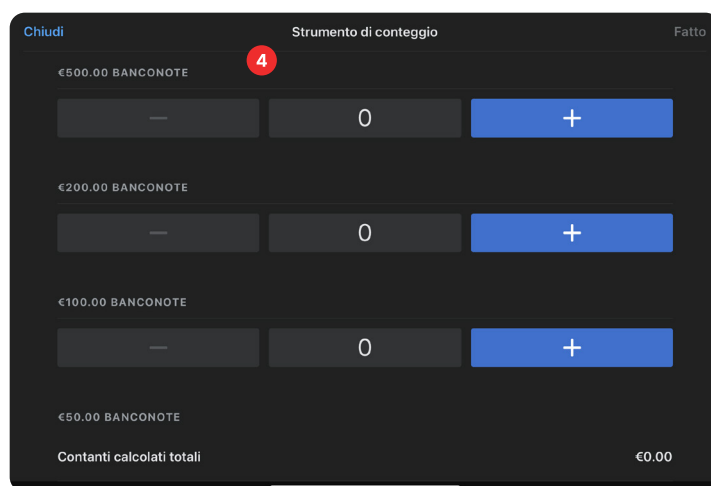 Chiudi Strumento di conteggio Fatto
4
€500.00 BANCONOTE
— 0 +
€200.00 BANCONOTE
— 0 +
€100.00 BANCONOTE
— 0 +
€50.00 BANCONOTE
Contanti calcolati totali €0.00